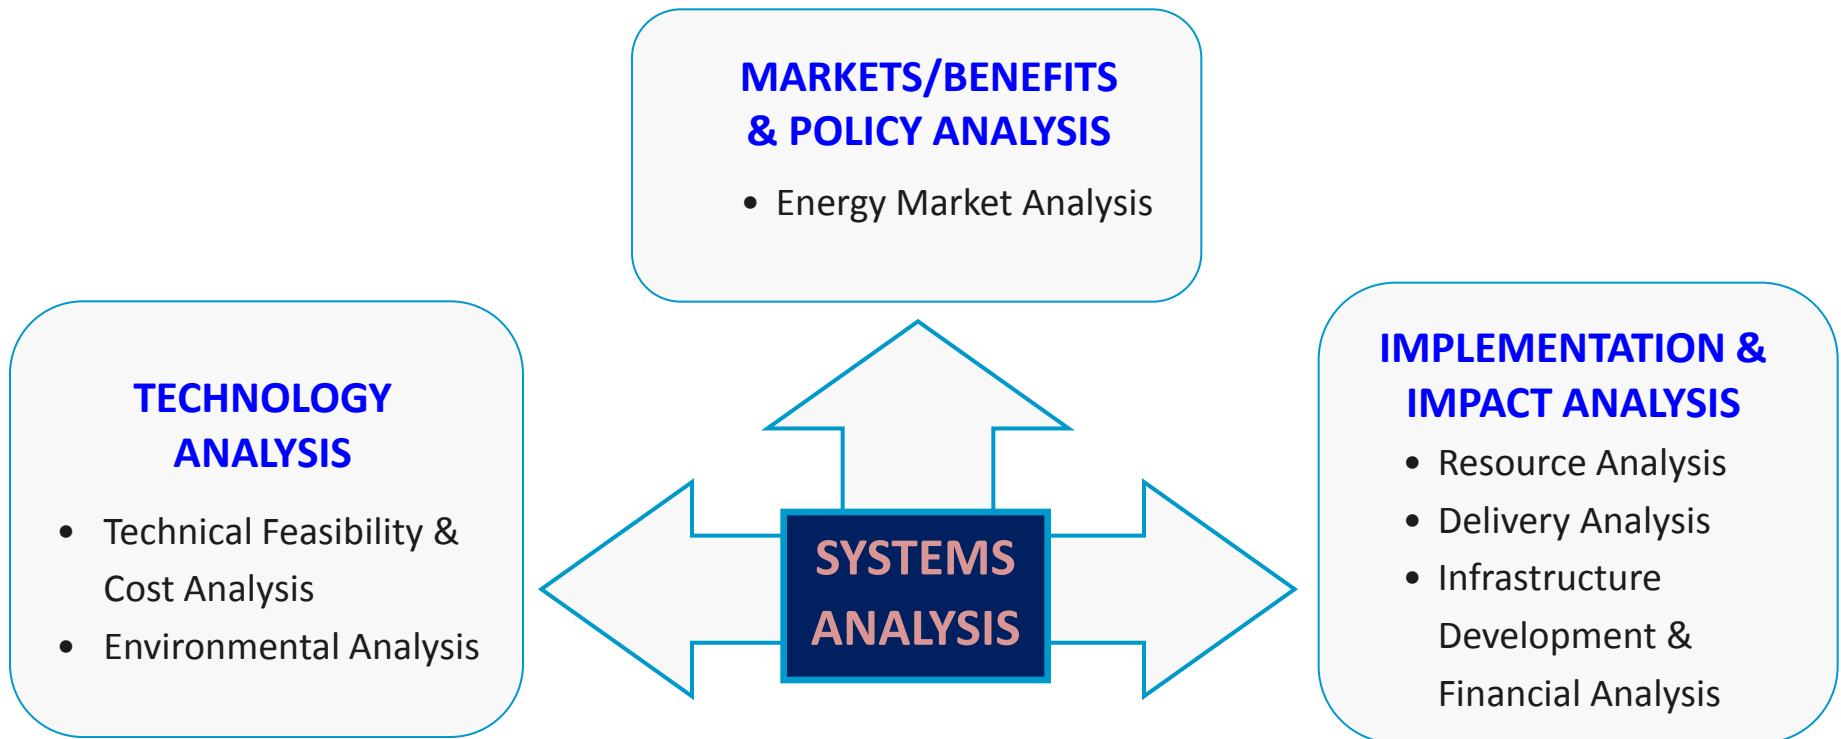 MARKETS/BENEFITS
& POLICY ANALYSIS
• Energy Market Analysis
TECHNOLOGY
ANALYSIS
• Technical Feasibility &
Cost Analysis
• Environmental Analysis
SYSTEMS
ANALYSIS
IMPLEMENTATION &
IMPACT ANALYSIS
• Resource Analysis
• Delivery Analysis
• Infrastructure
Development &
Financial Analysis